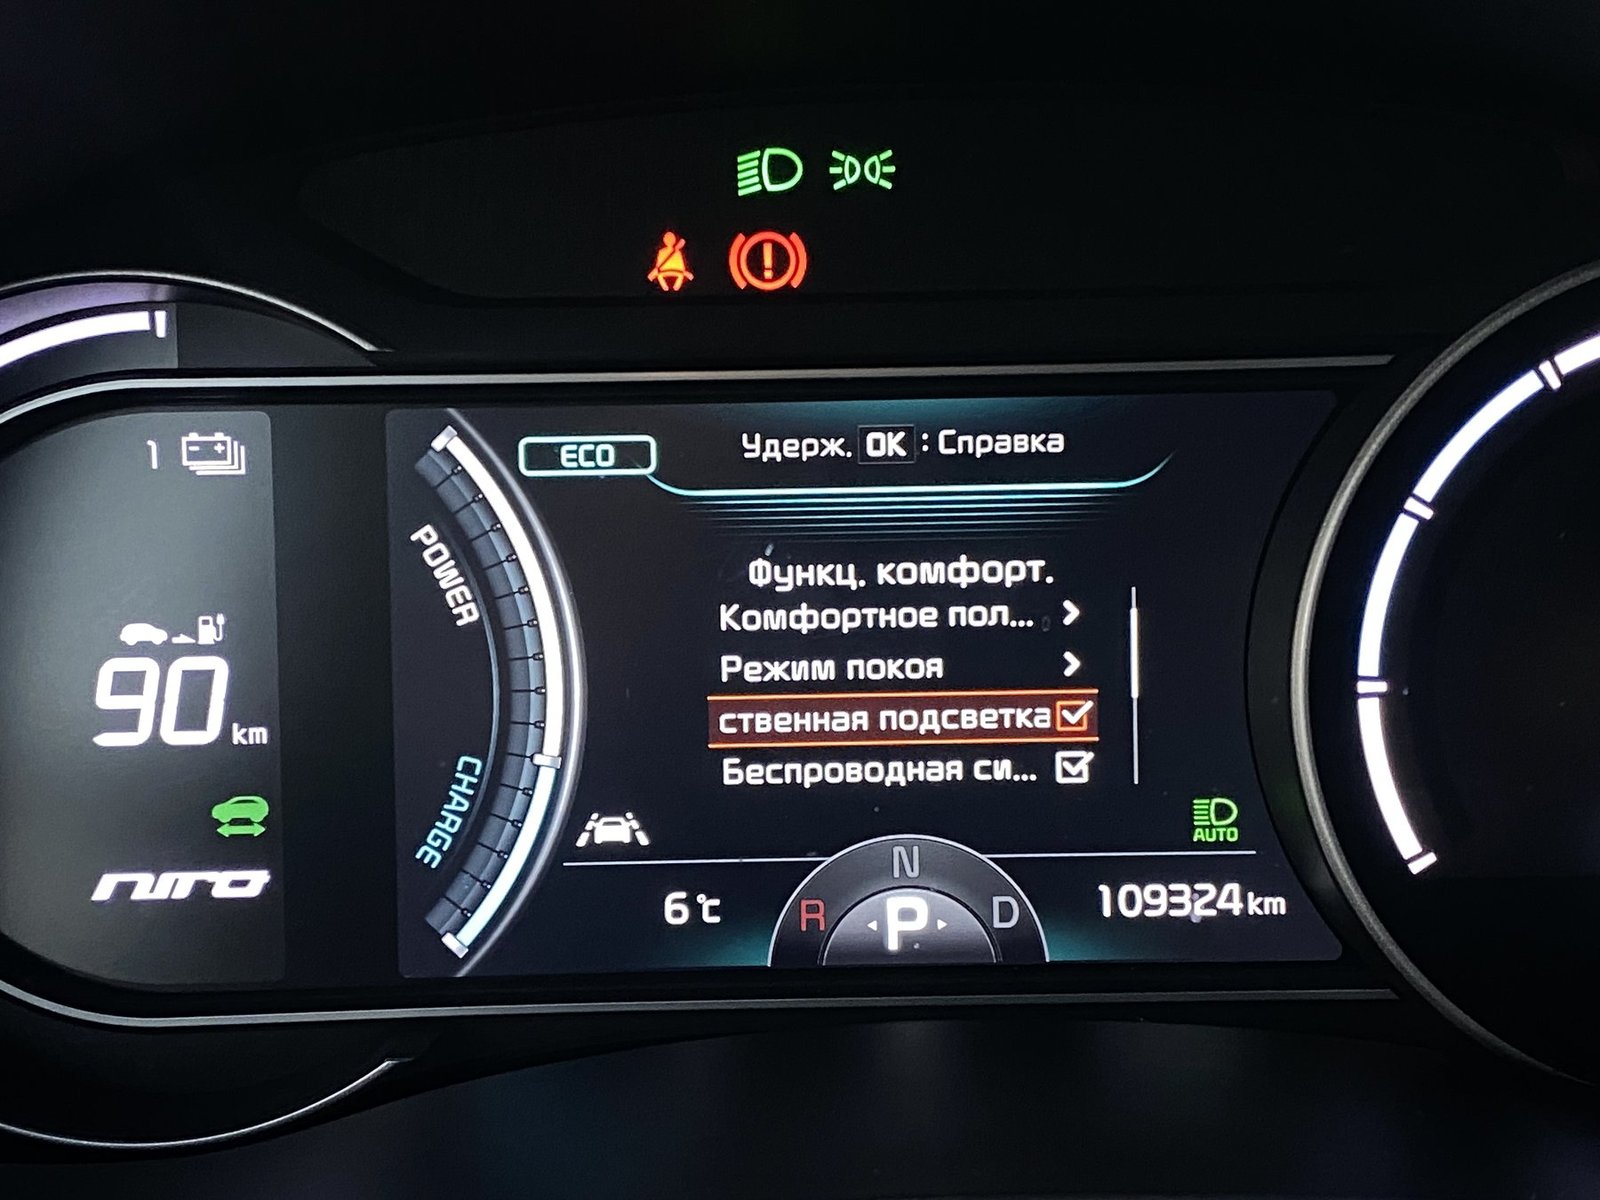 1
90 km
niro
POWER
CHARGE
ECO
Удерж. OK : Справка
Функц. комфорт.
Комфортное пол...
Режим покоя
ственная подсветка
Беспроводная си...
AUTO
6 °C
R N D
P
109324 km